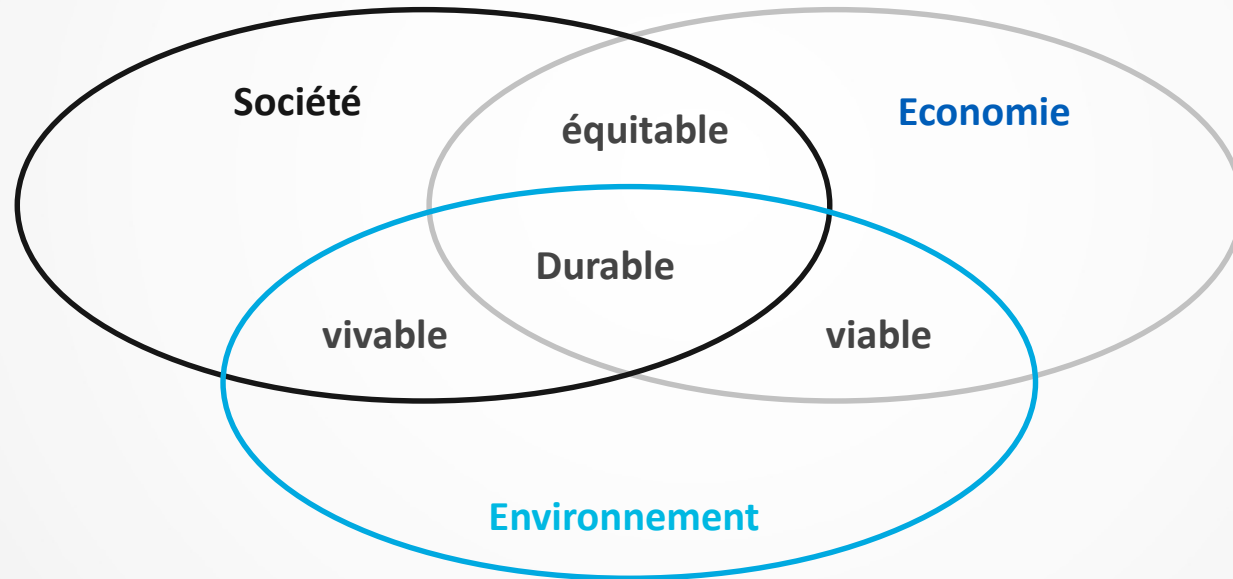 Société
équitable
Economie
Durable
vivable
viable
Environnement